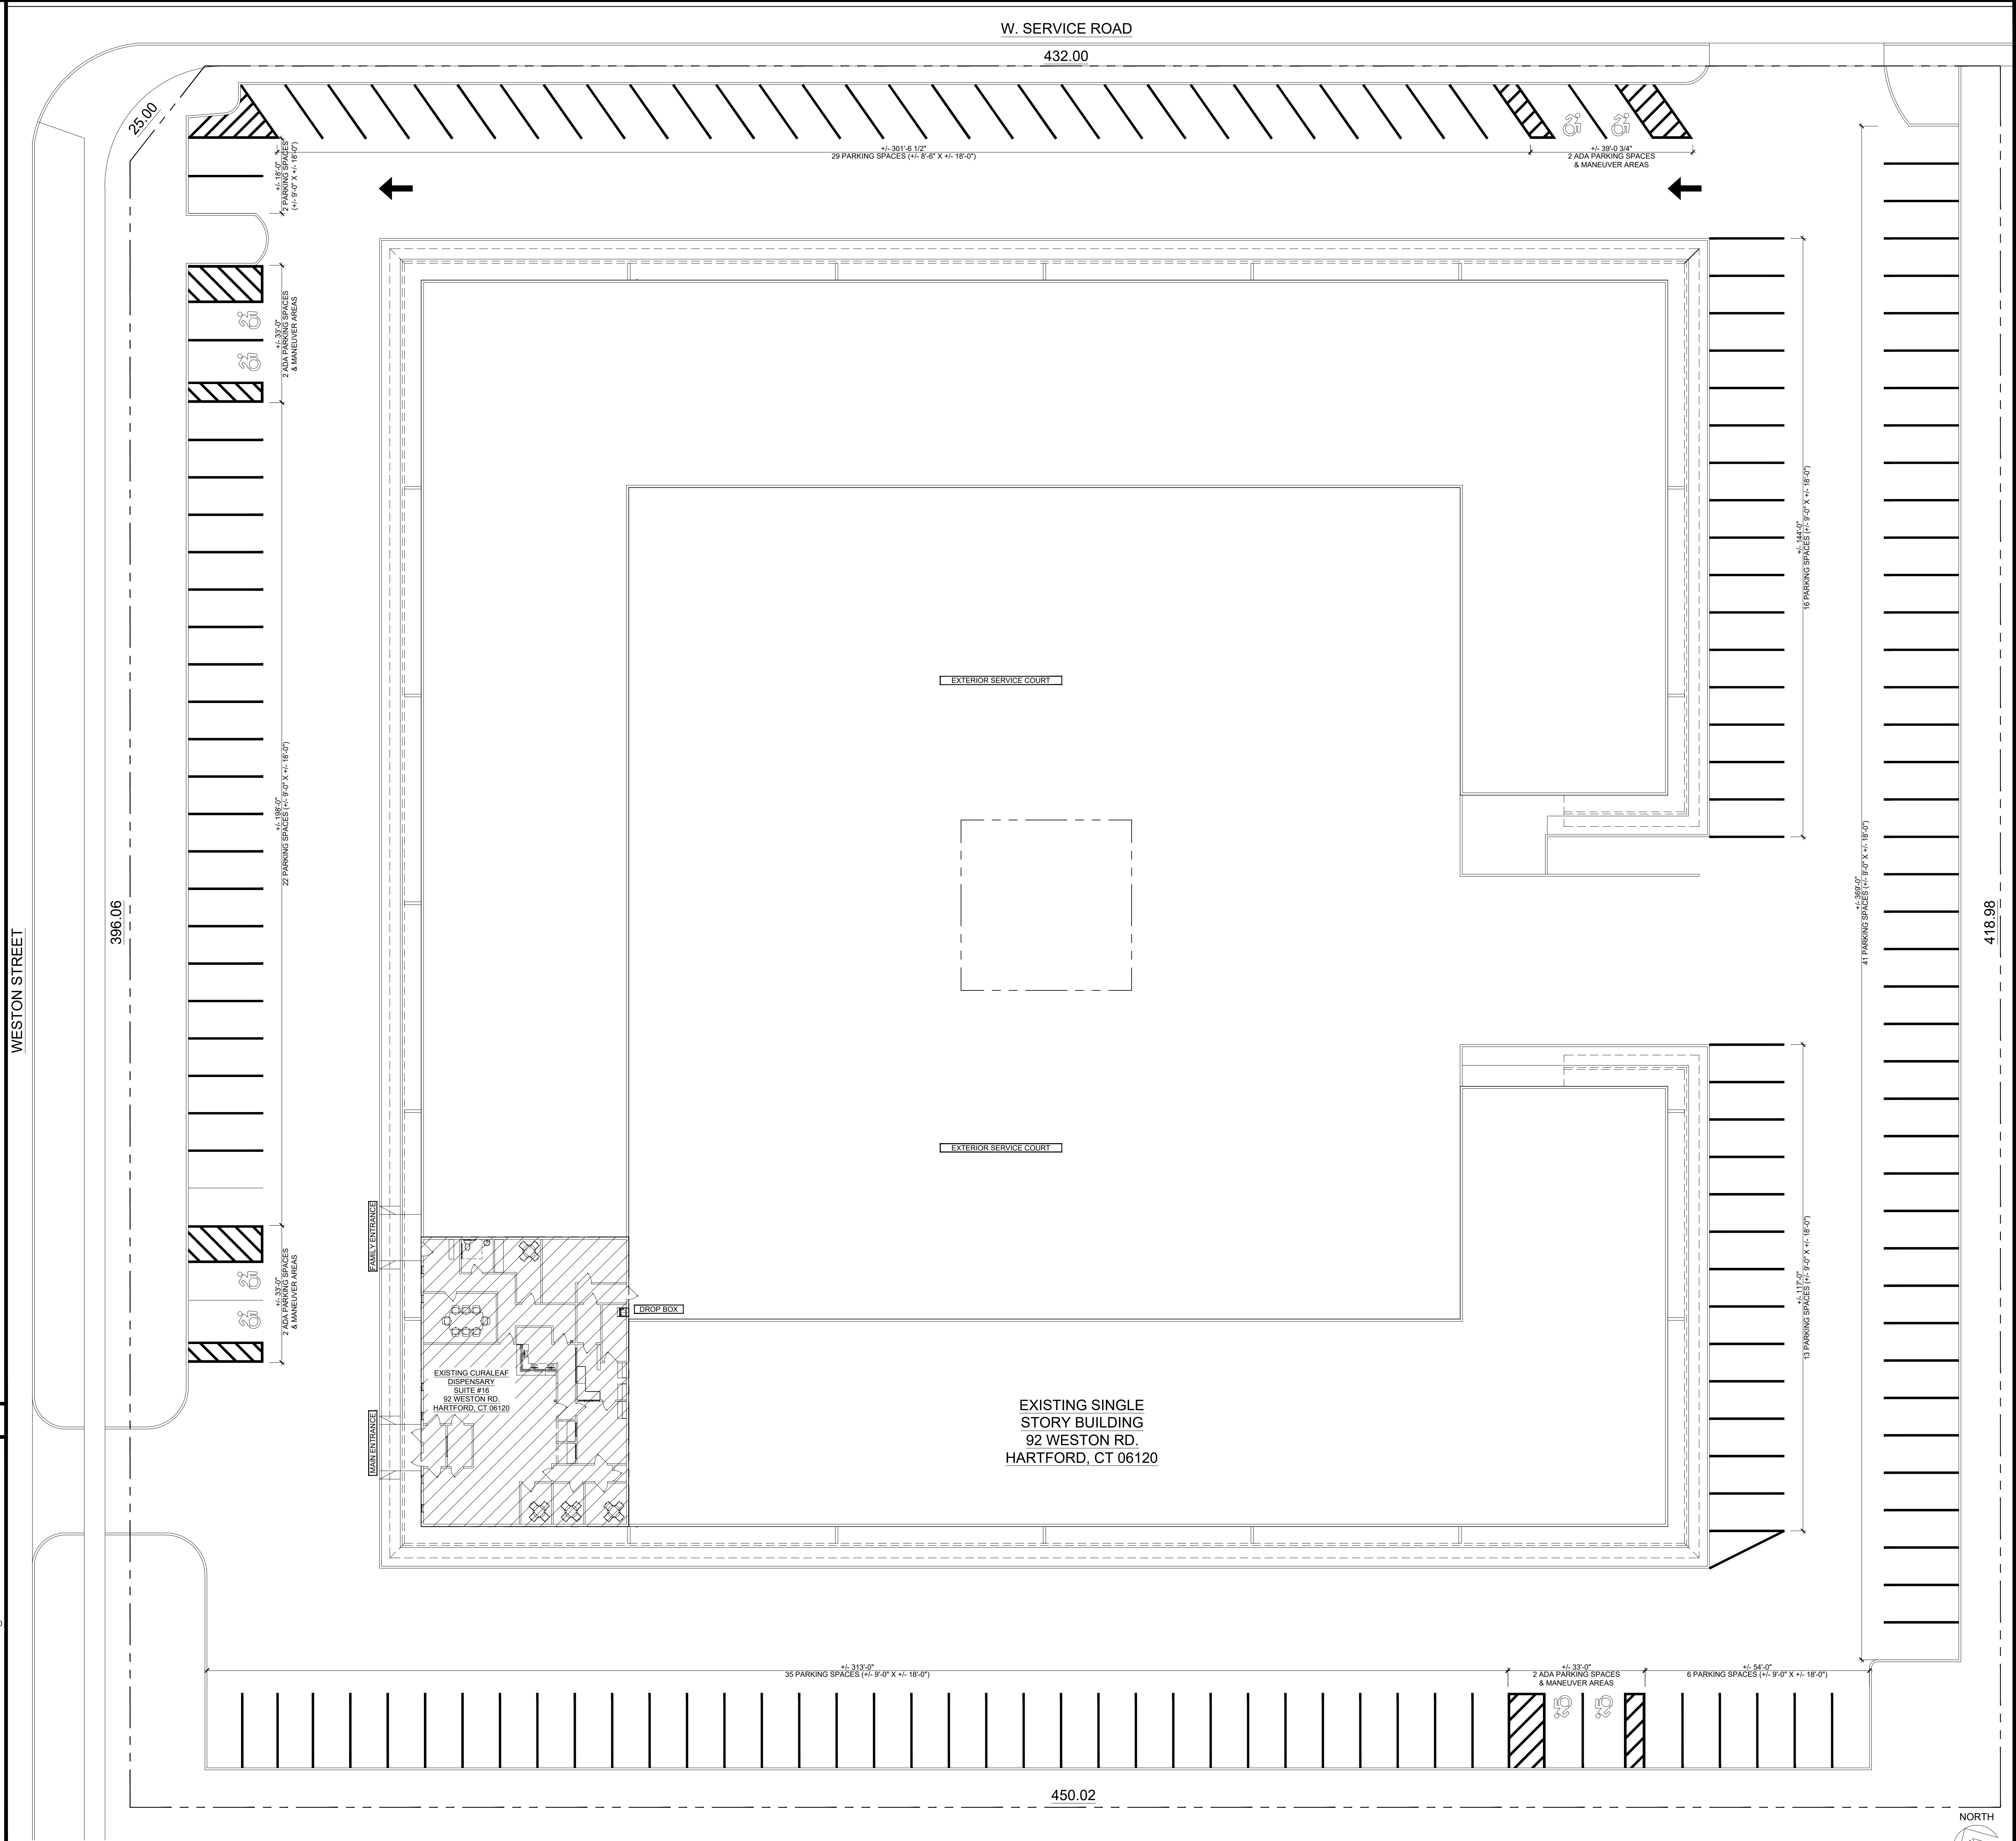 W. SERVICE ROAD
432.00
25.00
+/- 301'-6 1/2"
29 PARKING SPACES (+/- 8'-6" X +/- 18'-0")
+/- 39'-0 3/4"
2 ADA PARKING SPACES
& MANEUVER AREAS
+/- 18'-0"
2 PARKING SPACES
(+/- 9'-0" X +/- 18'-0")
+/- 33'-0"
2 ADA PARKING SPACES
& MANEUVER AREAS
+/- 144'-0"
16 PARKING SPACES (+/- 9'-0" X +/- 18'-0")
EXTERIOR SERVICE COURT
+/- 198'-0"
22 PARKING SPACES (+/- 9'-0" X +/- 18'-0")
+/- 369'-0"
41 PARKING SPACES (+/- 9'-0" X +/- 18'-0")
WESTON STREET
396.06
418.98
EXTERIOR SERVICE COURT
FAMILY ENTRANCE
+/- 33'-0"
2 ADA PARKING SPACES
& MANEUVER AREAS
DROP BOX
+/- 117'-0"
13 PARKING SPACES (+/- 9'-0" X +/- 18'-0")
EXISTING CURALEAF
DISPENSARY
SUITE #16
92 WESTON RD.
HARTFORD, CT 06120
MAIN ENTRANCE
EXISTING SINGLE
STORY BUILDING
92 WESTON RD.
HARTFORD, CT 06120
+/- 313'-0"
35 PARKING SPACES (+/- 9'-0" X +/- 18'-0")
+/- 33'-0"
2 ADA PARKING SPACES
& MANEUVER AREAS
+/- 54'-0"
6 PARKING SPACES (+/- 9'-0" X +/- 18'-0")
450.02
NORTH